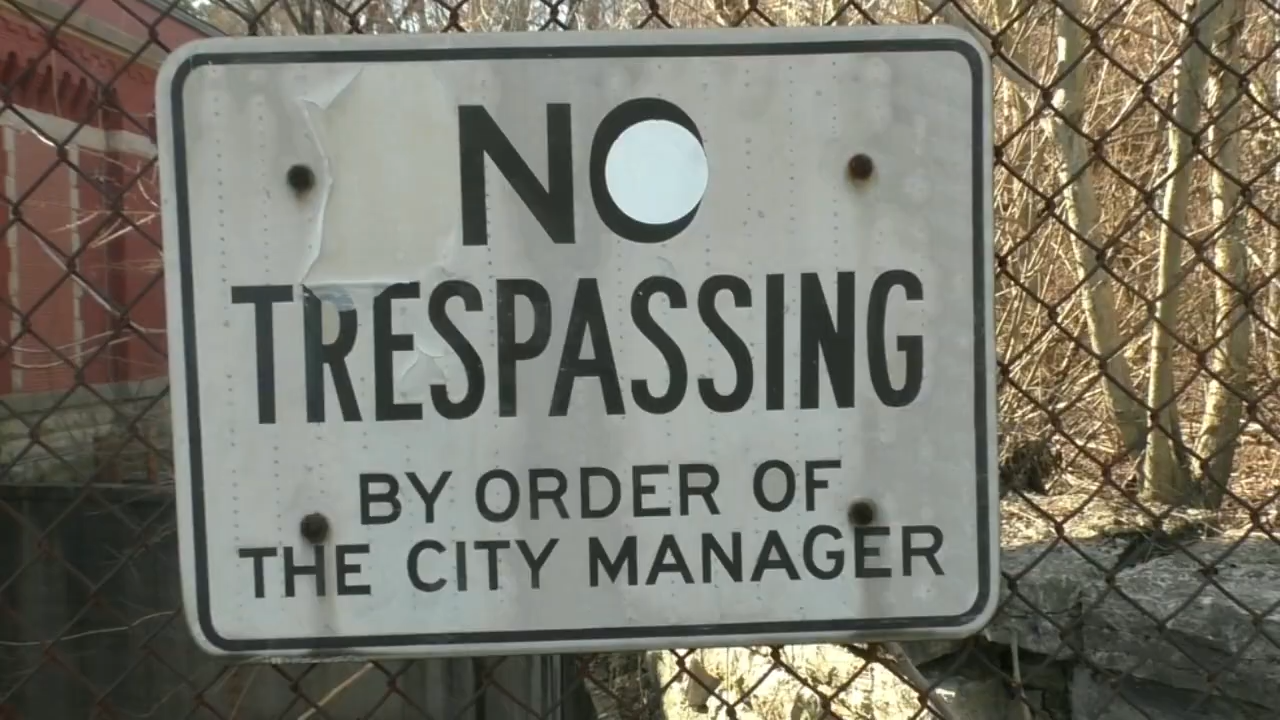 NO
TRESPASSING
BY ORDER OF
THE CITY MANAGER